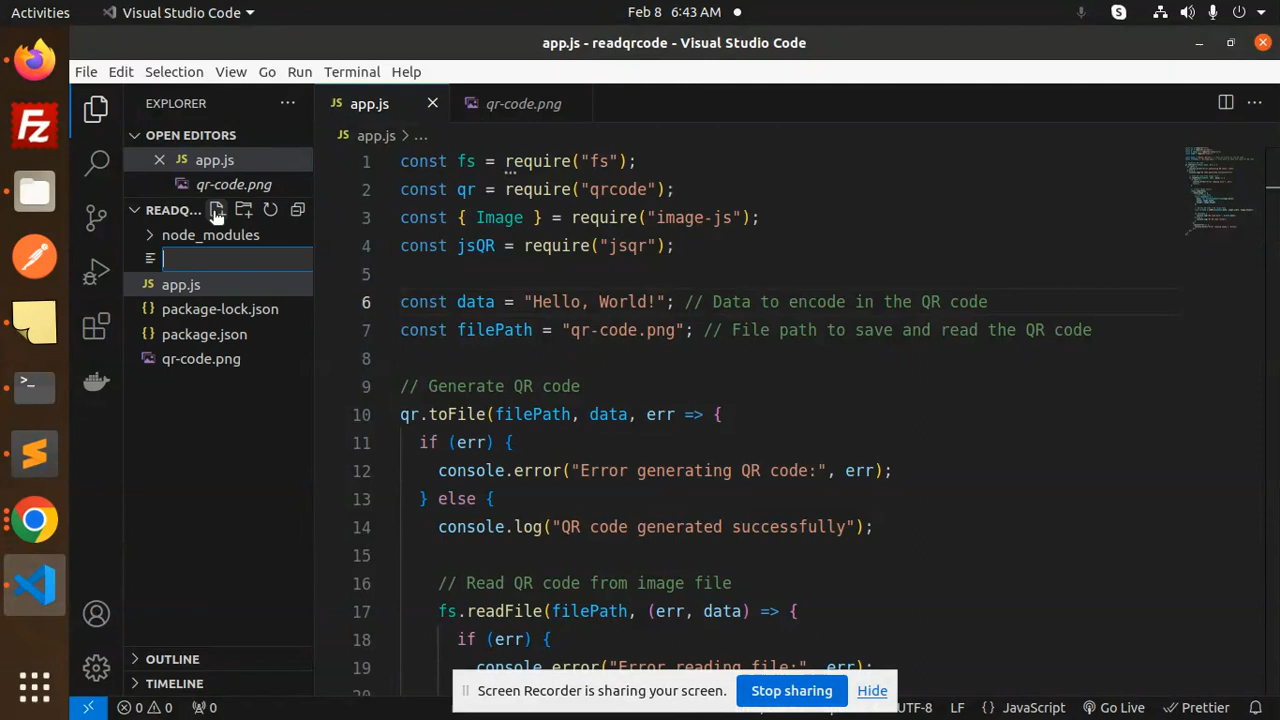 Activities
Visual Studio Code
Feb 8 6:43 AM
app.js - readqrcode - Visual Studio Code
File Edit Selection View Go Run Terminal Help
EXPLORER
OPEN EDITORS
JS app.js
qr-code.png
READQ...
node_modules
JS app.js
package-lock.json
package.json
qr-code.png
OUTLINE
TIMELINE
JS app.js
qr-code.png
JS app.js > ...
1 const fs = require("fs");
2 const qr = require("qrcode");
3 const { Image } = require("image-js");
4 const jsQR = require("jsqr");
5
6 const data = "Hello, World!"; // Data to encode in the QR code
7 const filePath = "qr-code.png"; // File path to save and read the QR code
8
9 // Generate QR code
10 qr.toFile(filePath, data, err => {
11 if (err) {
12 console.error("Error generating QR code:", err);
13 } else {
14 console.log("QR code generated successfully");
15
16 // Read QR code from image file
17 fs.readFile(filePath, (err, data) => {
18 if (err) {
19 console.error("Error reading file:", err);
20
Screen Recorder is sharing your screen. Stop sharing Hide
0 0 0 UTF-8 LF {} JavaScript Go Live Prettier